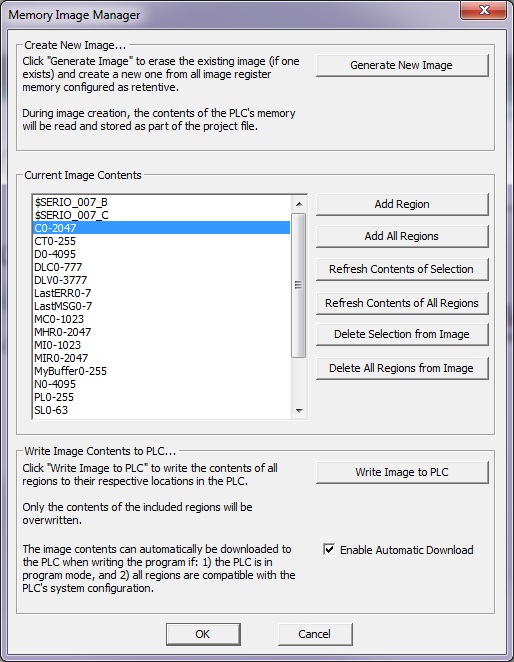 Memory Image Manager
Create New Image...
Click "Generate Image" to erase the existing image (if one
exists) and create a new one from all image register
memory configured as retentive.
Generate New Image
During image creation, the contents of the PLC's memory
will be read and stored as part of the project file.
Current Image Contents
$SERIO_007_B
$SERIO_007_C
C0-2047
CT0-255
D0-4095
DLC0-777
DLV0-3777
LastERR0-7
LastMSG0-7
MC0-1023
MHR0-2047
MI0-1023
MIR0-2047
MyBuffer0-255
N0-4095
PL0-255
SL0-63
Add Region
Add All Regions
Refresh Contents of Selection
Refresh Contents of All Regions
Delete Selection from Image
Delete All Regions from Image
Write Image Contents to PLC...
Click "Write Image to PLC" to write the contents of all
regions to their respective locations in the PLC.
Write Image to PLC
Only the contents of the included regions will be
overwritten.
The image contents can automatically be downloaded to
the PLC when writing the program if: 1) the PLC is in
program mode, and 2) all regions are compatible with the
PLC's system configuration.
Enable Automatic Download
OK
Cancel